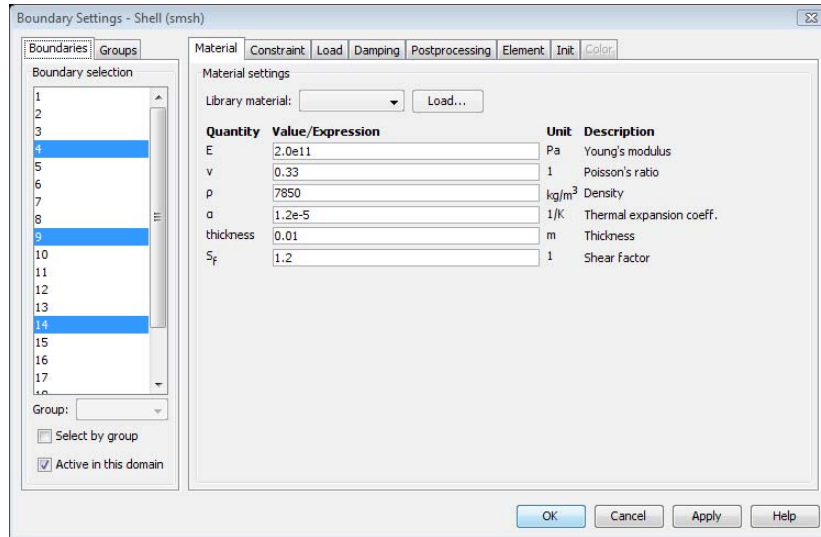 Boundary Settings - Shell (smsh)
Boundaries Groups
Boundary selection
1
2
3
4
5
6
7
8
9
10
11
12
13
14
15
16
17
18
Group:
Select by group
Active in this domain
Material Constraint Load Damping Postprocessing Element Init Color
Material settings
Library material: Load...
Quantity Value/Expression Unit Description
E 2.0e11 Pa Young's modulus
ν 0.33 1 Poisson's ratio
ρ 7850 kg/m³ Density
α 1.2e-5 1/K Thermal expansion coeff.
thickness 0.01 m Thickness
Sf 1.2 1 Shear factor
OK Cancel Apply Help